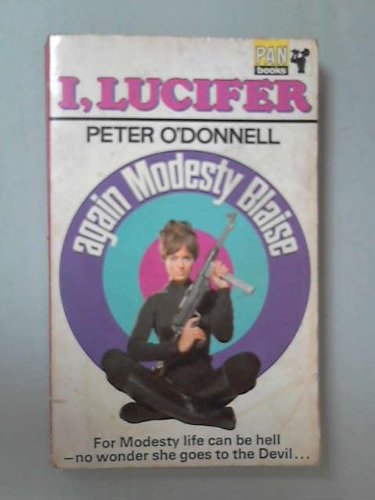 PAN
books
I, LUCIFER
PETER O'DONNELL
again Modesty Blaise
For Modesty life can be hell
—no wonder she goes to the Devil...